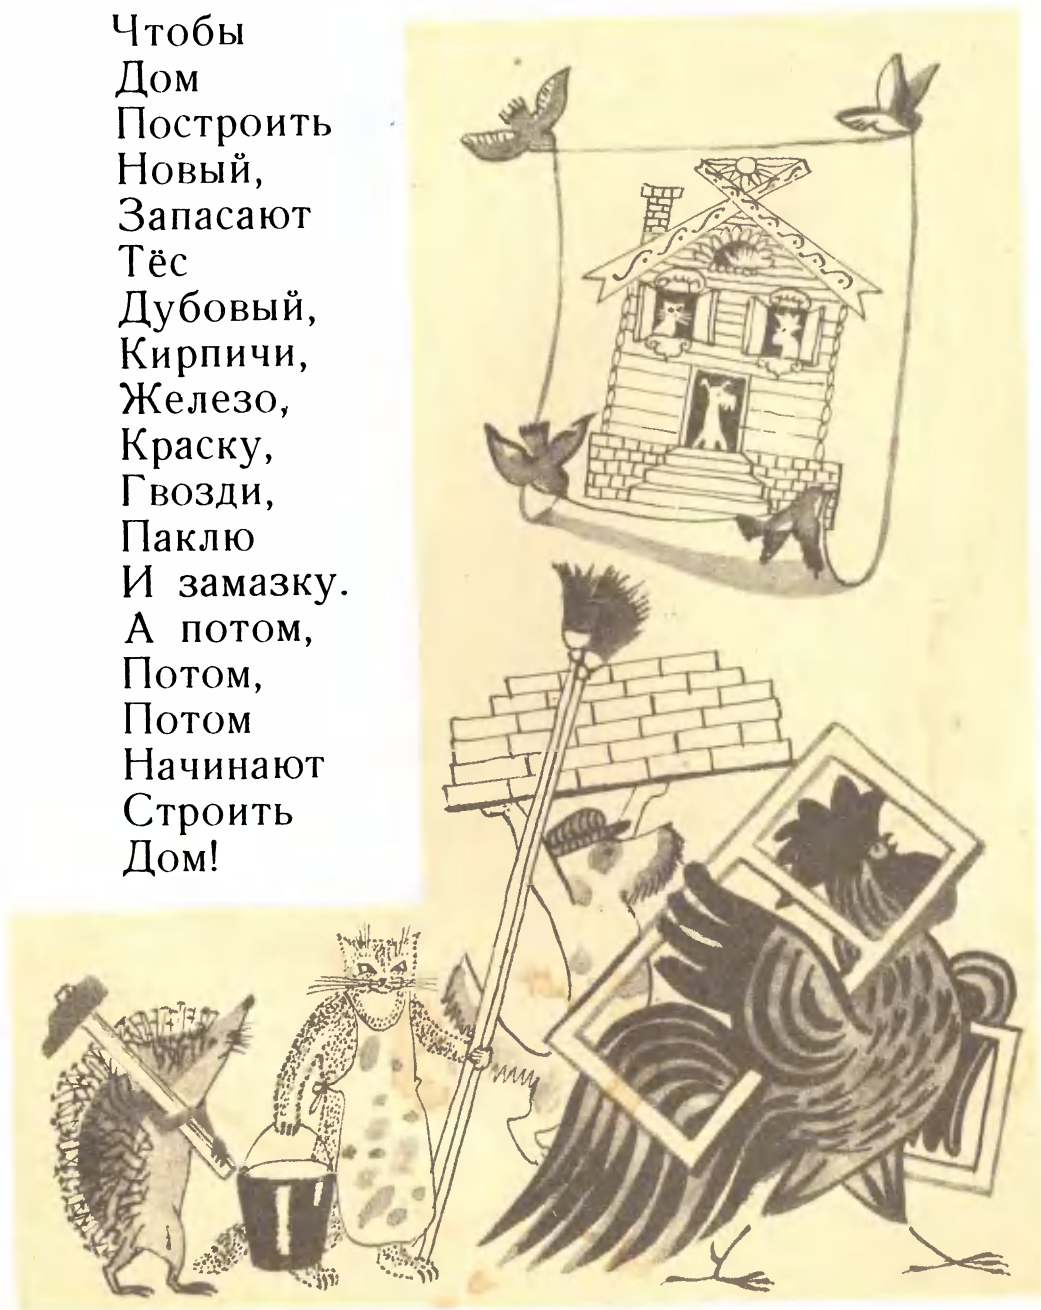 Чтобы
Дом
Построить
Новый,
Запасают
Тёс
Дубовый,
Кирпичи,
Железо,
Краску,
Гвозди,
Паклю
И замазку.
А потом,
Потом,
Потом
Начинают
Строить
Дом!